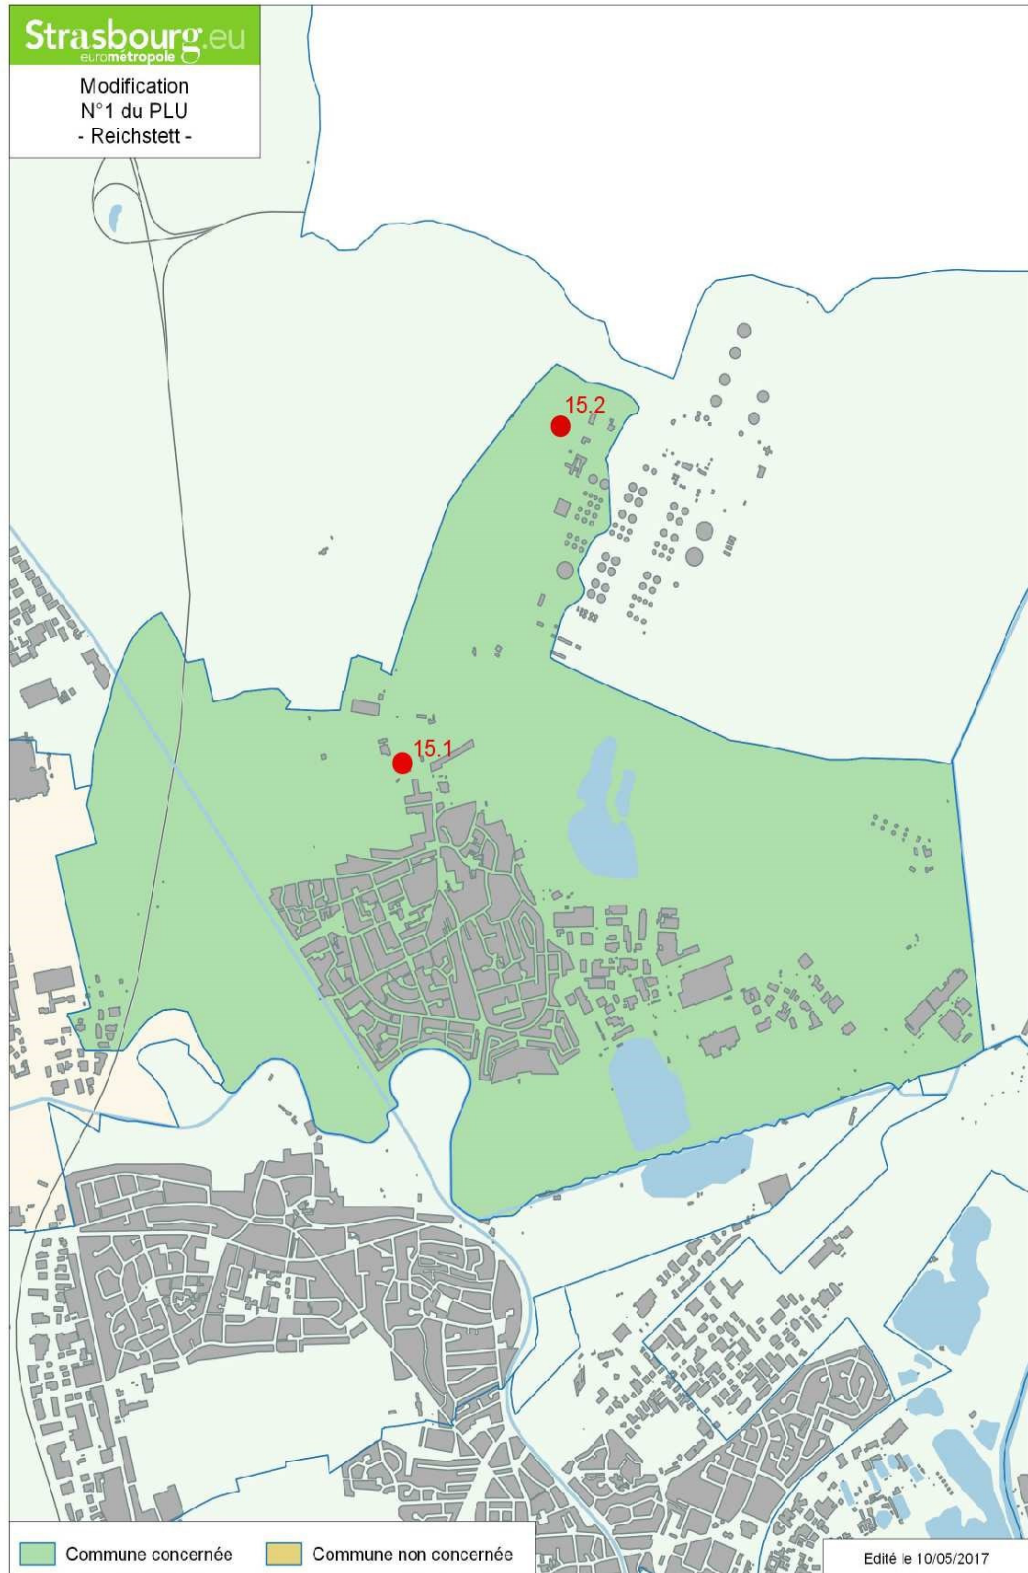 Strasbourg.eu
eurométropole
Modification
N°1 du PLU
- Reichstett -
15.2
15.1
Commune concernée
Commune non concernée
Edité le 10/05/2017